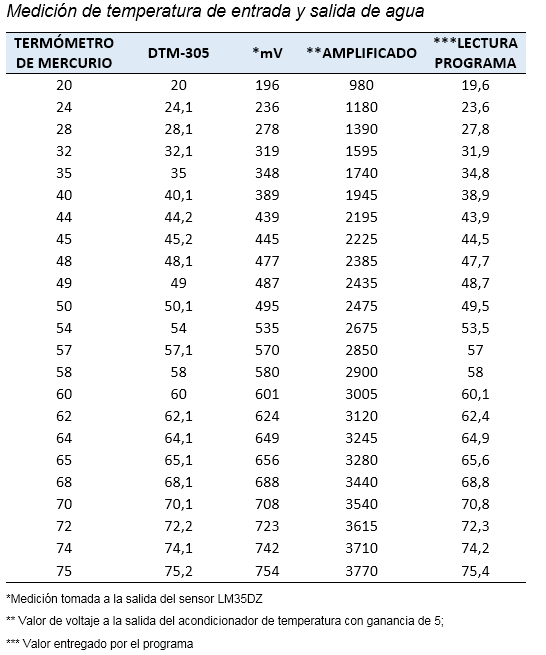 Medición de temperatura de entrada y salida de agua
TERMÓMETRO DE MERCURIO DTM-305 *mV **AMPLIFICADO ***LECTURA PROGRAMA
20 20 196 980 19,6
24 24,1 236 1180 23,6
28 28,1 278 1390 27,8
32 32,1 319 1595 31,9
35 35 348 1740 34,8
40 40,1 389 1945 38,9
44 44,2 439 2195 43,9
45 45,2 445 2225 44,5
48 48,1 477 2385 47,7
49 49 487 2435 48,7
50 50,1 495 2475 49,5
54 54 535 2675 53,5
57 57,1 570 2850 57
58 58 580 2900 58
60 60 601 3005 60,1
62 62,1 624 3120 62,4
64 64,1 649 3245 64,9
65 65,1 656 3280 65,6
68 68,1 688 3440 68,8
70 70,1 708 3540 70,8
72 72,2 723 3615 72,3
74 74,1 742 3710 74,2
75 75,2 754 3770 75,4
*Medición tomada a la salida del sensor LM35DZ
** Valor de voltaje a la salida del acondicionador de temperatura con ganancia de 5;
*** Valor entregado por el programa